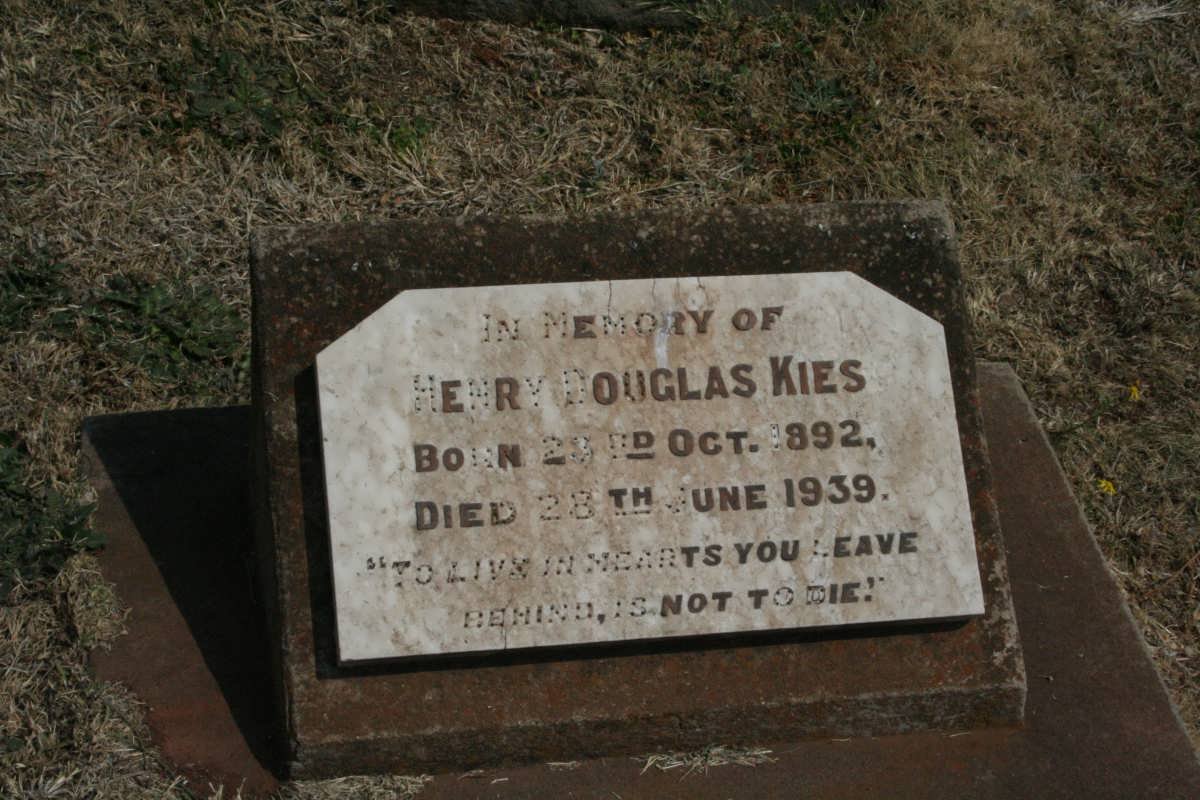 IN MEMORY OF
HENRY DOUGLAS KIES
BORN 23RD OCT. 1892,
DIED 28TH JUNE 1939.
"TO LIVE IN HEARTS YOU LEAVE
BEHIND, IS NOT TO DIE."